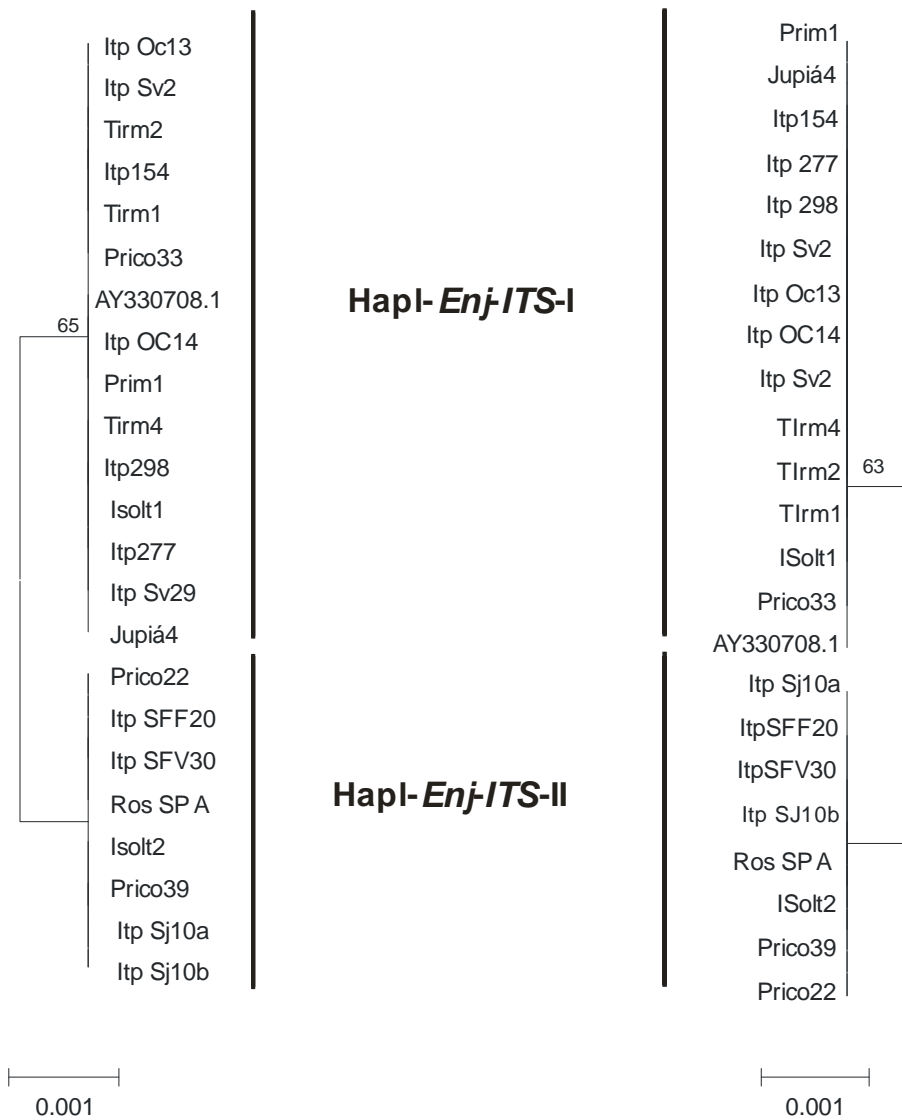 Itp Oc13
Itp Sv2
Tirm2
Itp154
Tirm1
Prico33
AY330708.1
65
Itp OC14
Prim1
Tirm4
Itp298
Isolt1
Itp277
Itp Sv29
Jupiá4
Prico22
Itp SFF20
Itp SFV30
Ros SP A
Isolt2
Prico39
Itp Sj10a
Itp Sj10b
0.001
Hapl-Enj-ITS-I
Hapl-Enj-ITS-II
Prim1
Jupiá4
Itp154
Itp 277
Itp 298
Itp Sv2
Itp Oc13
Itp OC14
Itp Sv2
TIrm4
TIrm2
63
TIrm1
ISolt1
Prico33
AY330708.1
Itp Sj10a
ItpSFF20
ItpSFV30
Itp SJ10b
Ros SP A
ISolt2
Prico39
Prico22
0.001